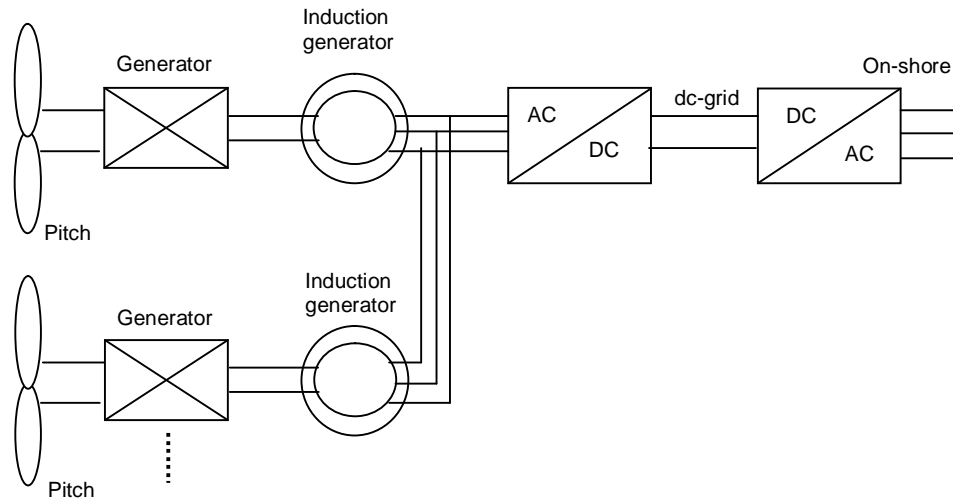 Induction
generator
Generator
On-shore
dc-grid
AC
DC
DC
AC
Pitch
Induction
generator
Generator
Pitch